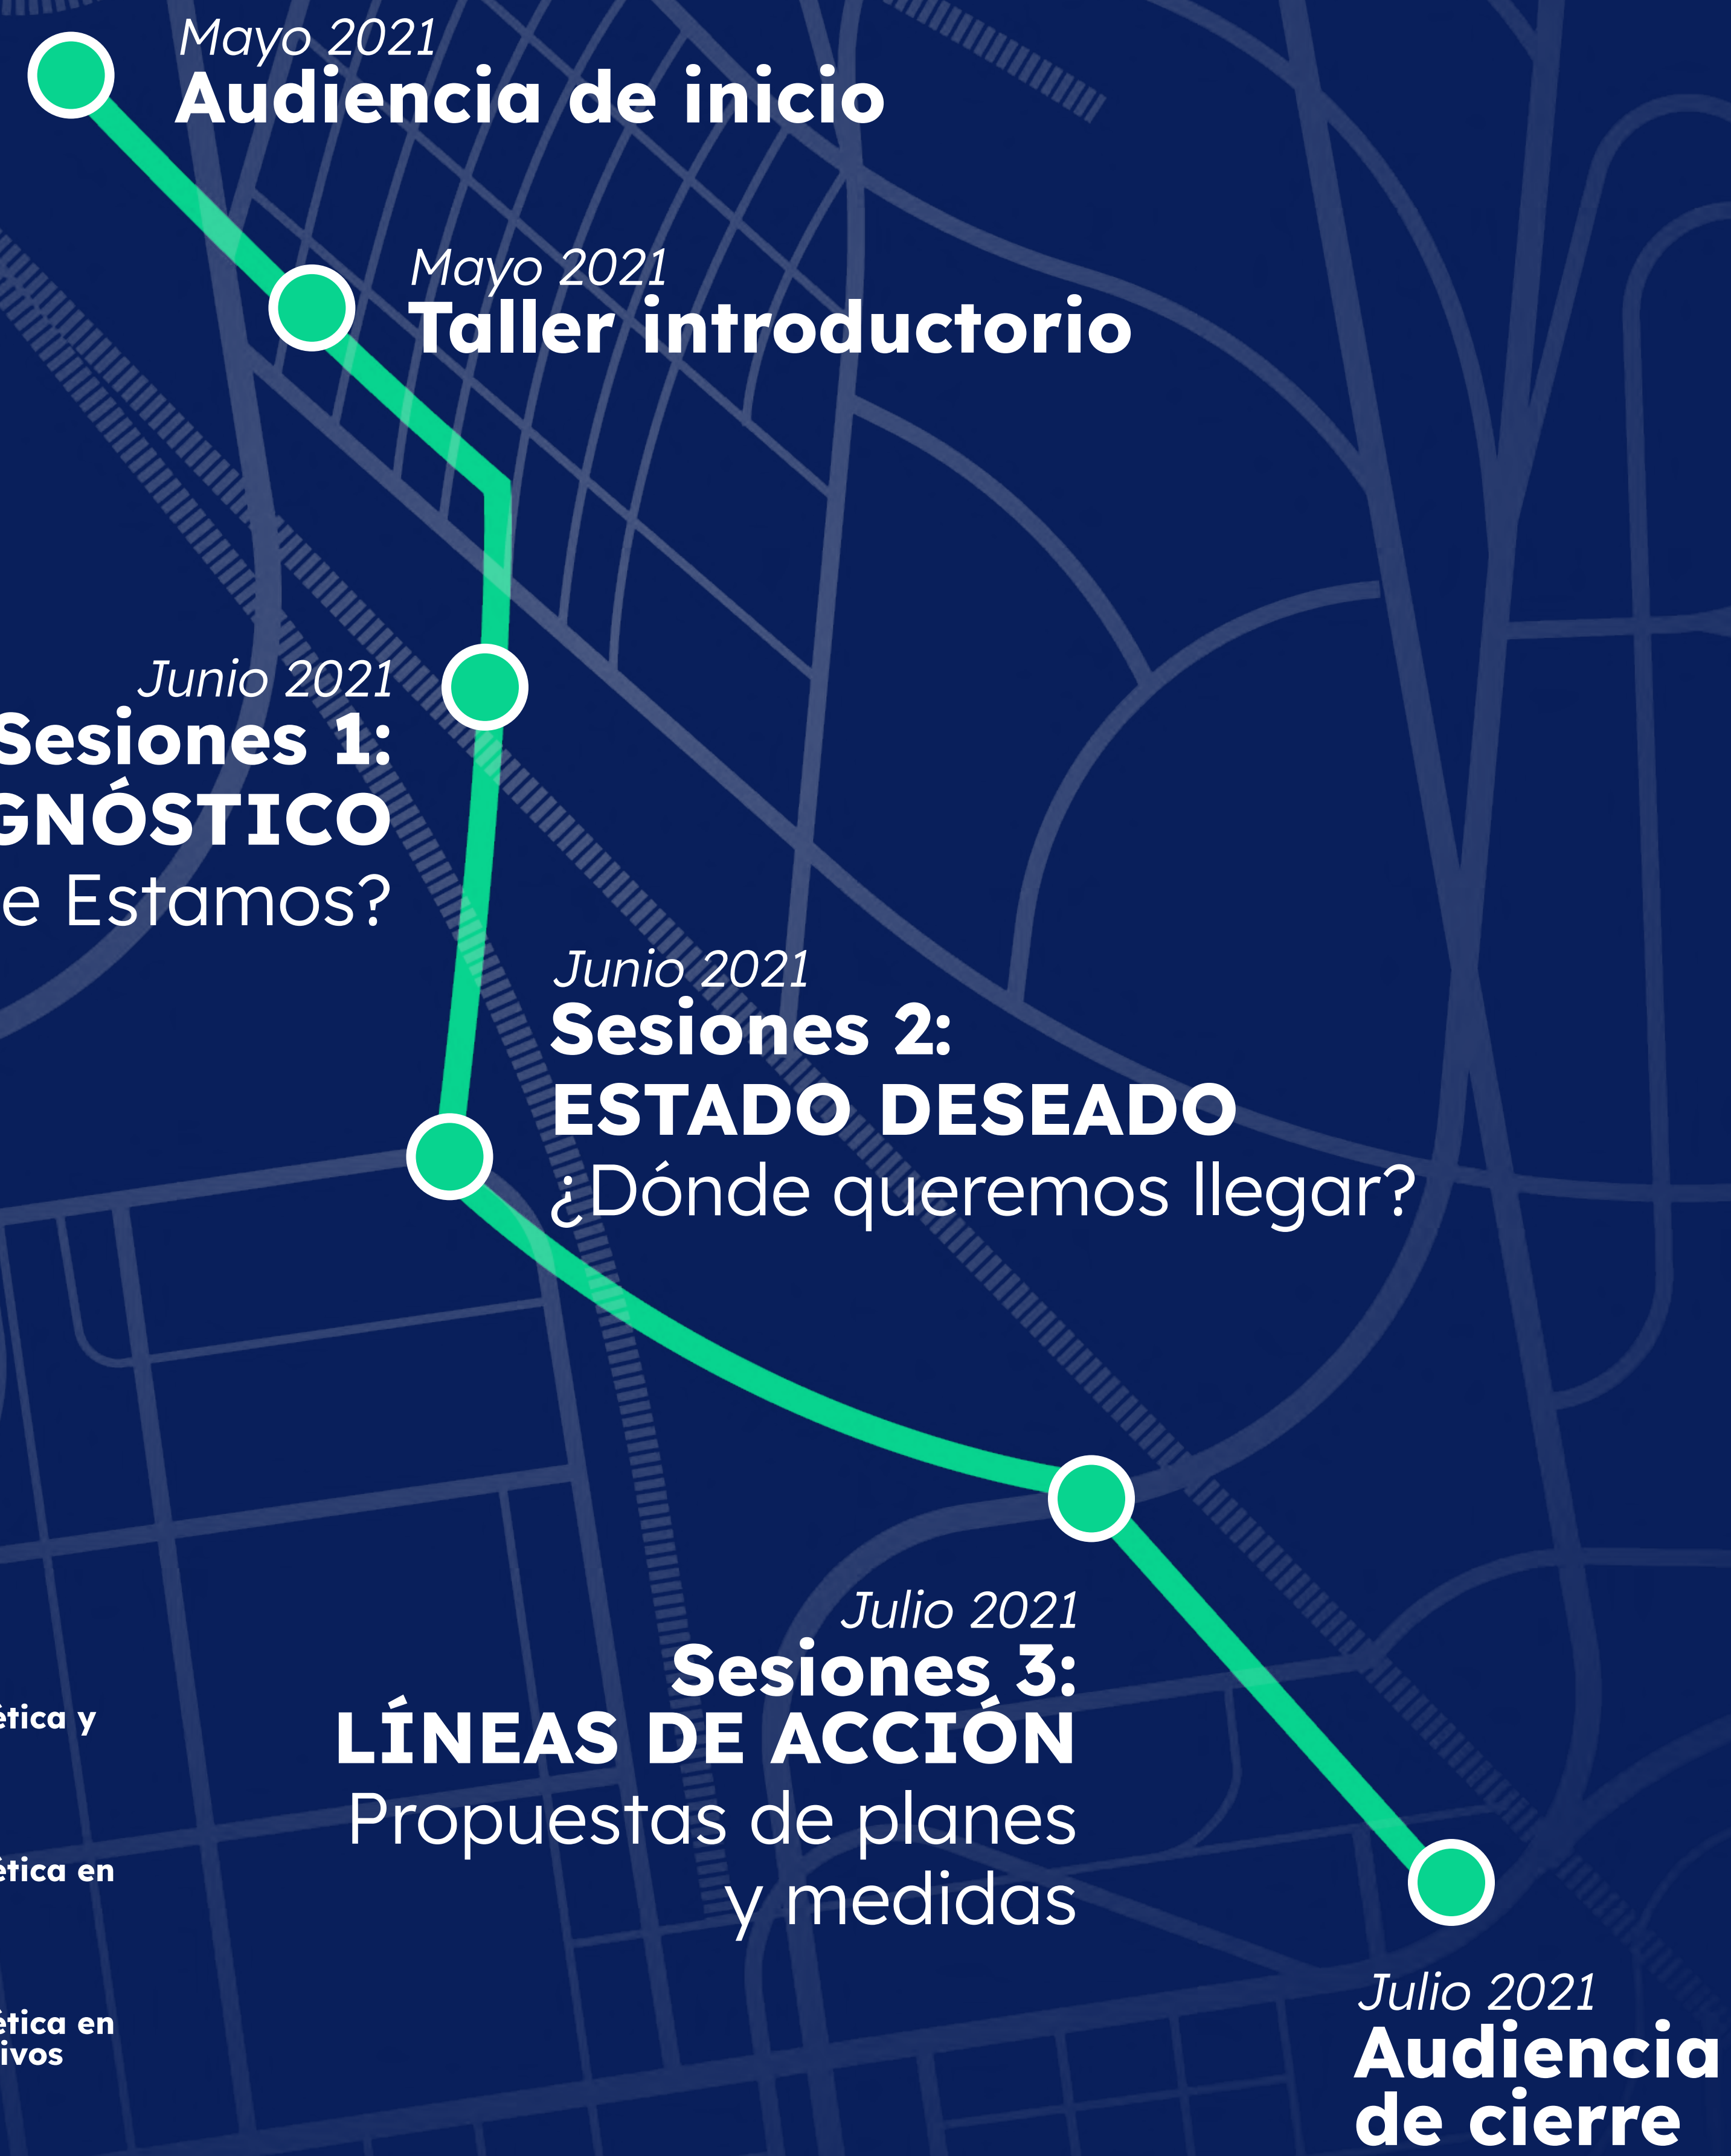 Mayo 2021
Audiencia de inicio
Mayo 2021
Taller introductorio
Junio 2021
Sesiones 1:
GNÓSTICO
e Estamos?
Junio 2021
Sesiones 2:
ESTADO DESEADO
¿Dónde queremos llegar?
Julio 2021
Sesiones 3:
LÍNEAS DE ACCIÓN
Propuestas de planes
y medidas
ética y
ética en
ética en
ivos
Julio 2021
Audiencia
de cierre